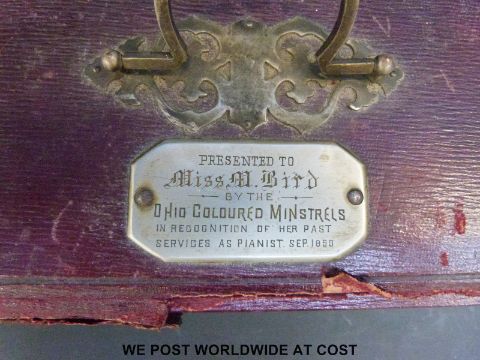 PRESENTED TO
Miss. M. Bird
BY THE
OHIO COLOURED MINSTRELS
IN RECOGNITION OF HER PAST
SERVICES AS PIANIST. SEP. 1890
WE POST WORLDWIDE AT COST